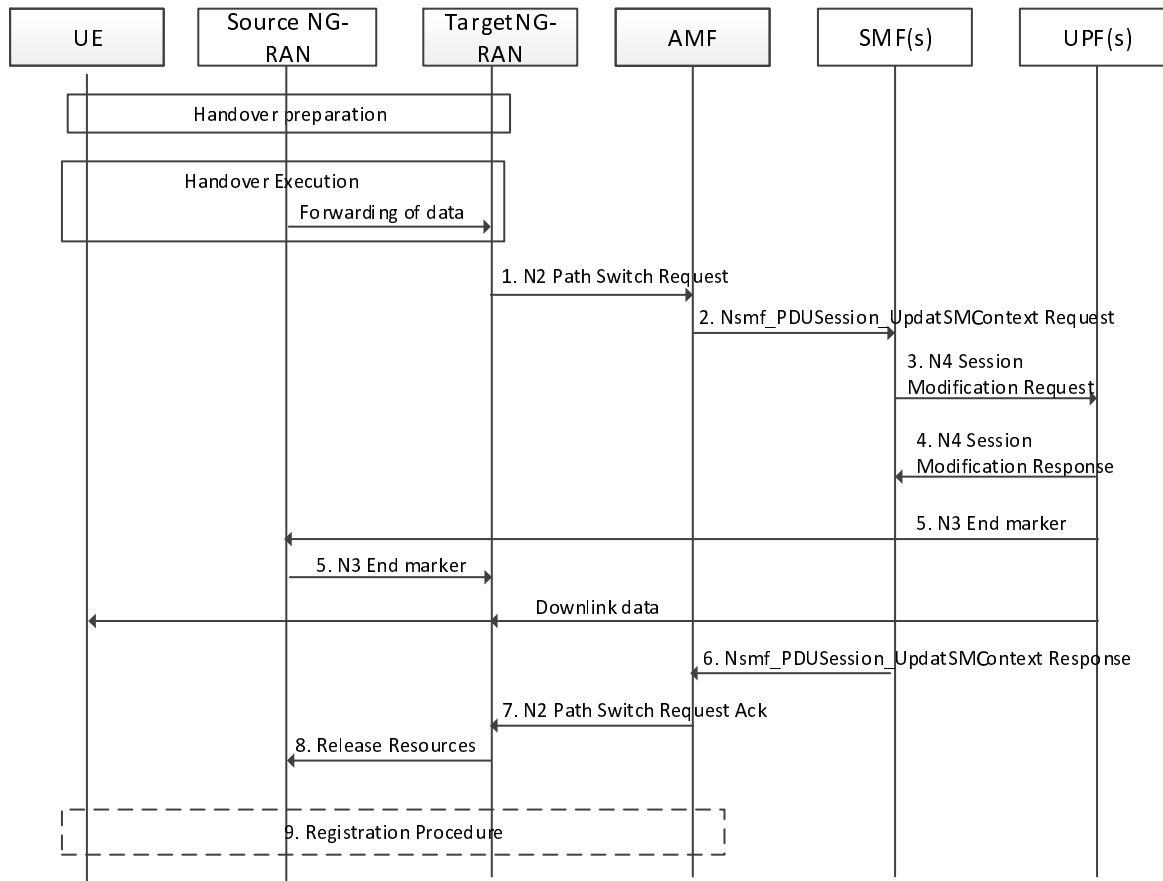 UE
Source NG-
RAN
TargetNG-
RAN
AMF
SMF(s)
UPF(s)
Handover preparation
Handover Execution
Forwarding of data
1. N2 Path Switch Request
2. Nsmf_PDUSession_UpdatSMContext Request
3. N4 Session
Modification Request
4. N4 Session
Modification Response
5. N3 End marker
5. N3 End marker
Downlink data
6. Nsmf_PDUSession_UpdatSMContext Response
7. N2 Path Switch Request Ack
8. Release Resources
9. Registration Procedure